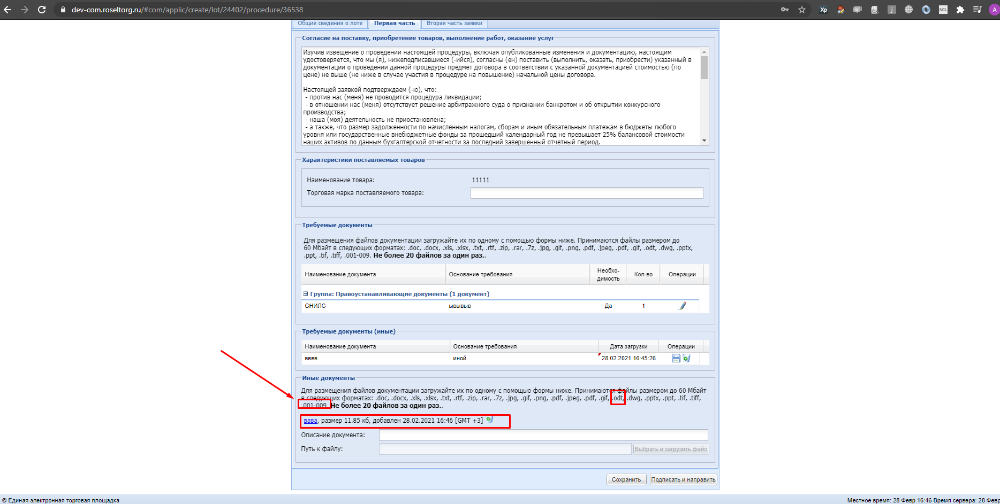 dev-com.roseltorg.ru/#com/applic/create/lot/24402/procedure/36538
Общие сведения о лоте
Первая часть
Вторая часть заявки
Согласие на поставку, приобретение товаров, выполнение работ, оказание услуг
Изучив извещение о проведении настоящей процедуры, включая опубликованные изменения и документацию, настоящим
удостоверяется, что мы (я), нижеподписавшиеся (-ийся), согласны (ен) поставить (выполнить, оказать, приобрести) указанный в
документации о проведении данной процедуры предмет договора в соответствии с указанной документацией стоимостью (по
цене) не выше (не ниже в случае участия в процедуре на повышение) начальной цены договора.
Настоящей заявкой подтверждаем (-ю), что:
- против нас (меня) не проводится процедура ликвидации;
- в отношении нас (меня) отсутствует решение арбитражного суда о признании банкротом и об открытии конкурсного
производства;
- наша (моя) деятельность не приостановлена;
- а также, что размер задолженности по начисленным налогам, сборам и иным обязательным платежам в бюджеты любого
уровня или государственные внебюджетные фонды за прошедший календарный год не превышает 25% балансовой стоимости
наших активов по данным бухгалтерской отчетности за последний завершенный отчетный период.
Характеристики поставляемых товаров
Наименование товара: 11111
Торговая марка поставляемого товара:
Требуемые документы
Для размещения файлов документации загружайте их по одному с помощью формы ниже. Принимаются файлы размером до
60 Мбайт в следующих форматах: .doc, .docx, .xls, .xlsx, .txt, .rtf, .zip, .rar, .7z, .jpg, .gif, .png, .pdf, .jpeg, .pdf, .gif, .odt, .dwg, .pptx,
.ppt, .tif, .tiff, .001-009. Не более 20 файлов за один раз..
Наименование документа Основание требования Необхо-димость Кол-во Операции
Группа: Правоустанавливающие документы (1 документ)
СНИЛС ывывыв Да 1
Требуемые документы (иные)
Наименование документа Основание требования Дата загрузки Операции
вввв иной 28.02.2021 16:45:26
Иные документы
Для размещения файлов документации загружайте их по одному с помощью формы ниже. Принимаются файлы размером до 60 Мбайт
в следующих форматах: .doc, .docx, .xls, .xlsx, .txt, .rtf, .zip, .rar, .7z, .jpg, .gif, .png, .pdf, .jpeg, .pdf, .gif, .odt, .dwg, .pptx, .ppt, .tif, .tiff,
.001-009. Не более 20 файлов за один раз..
вава, размер 11.85 кб, добавлен 28.02.2021 16:46 [GMT +3]
Описание документа:
Путь к файлу: Выбрать и загрузить файл
Сохранить Подписать и направить
© Единая электронная торговая площадка
Местное время: 28 Февр 16:46 Время сервера: 28 Февр